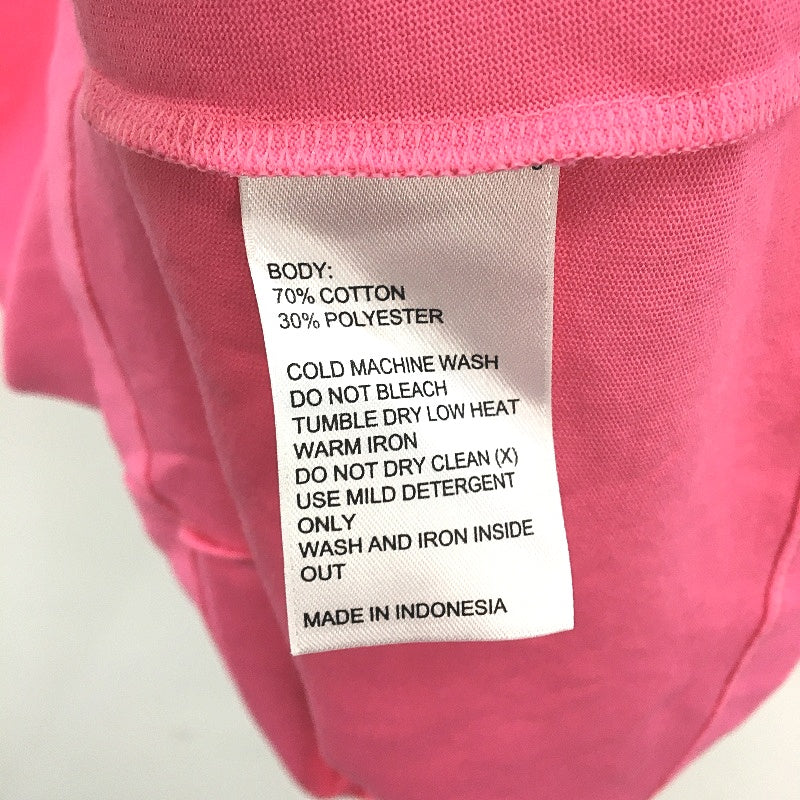 BODY:
70% COTTON
30% POLYESTER
COLD MACHINE WASH
DO NOT BLEACH
TUMBLE DRY LOW HEAT
WARM IRON
DO NOT DRY CLEAN (X)
USE MILD DETERGENT
ONLY
WASH AND IRON INSIDE
OUT
MADE IN INDONESIA